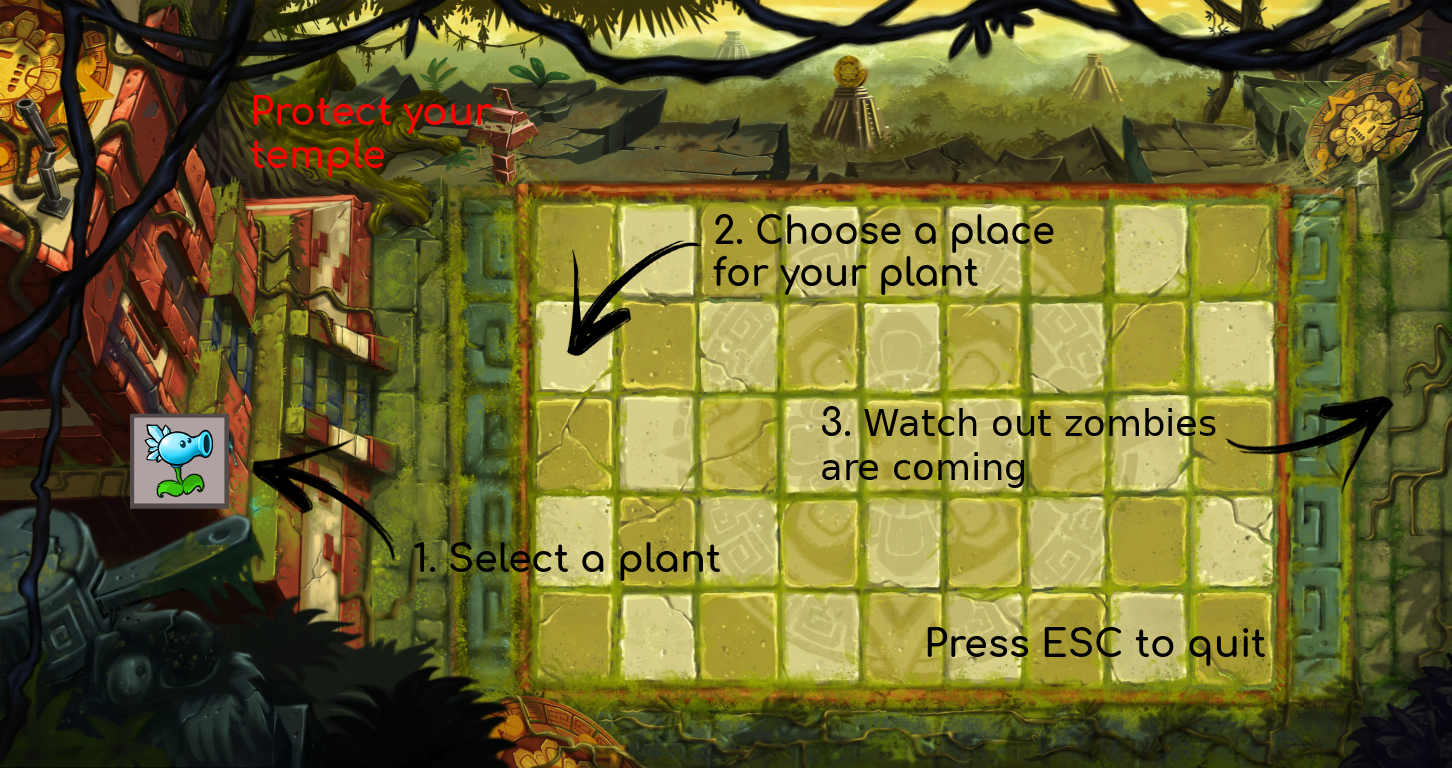 Protect your
temple
2. Choose a place
for your plant
3. Watch out zombies
are coming
1. Select a plant
Press ESC to quit